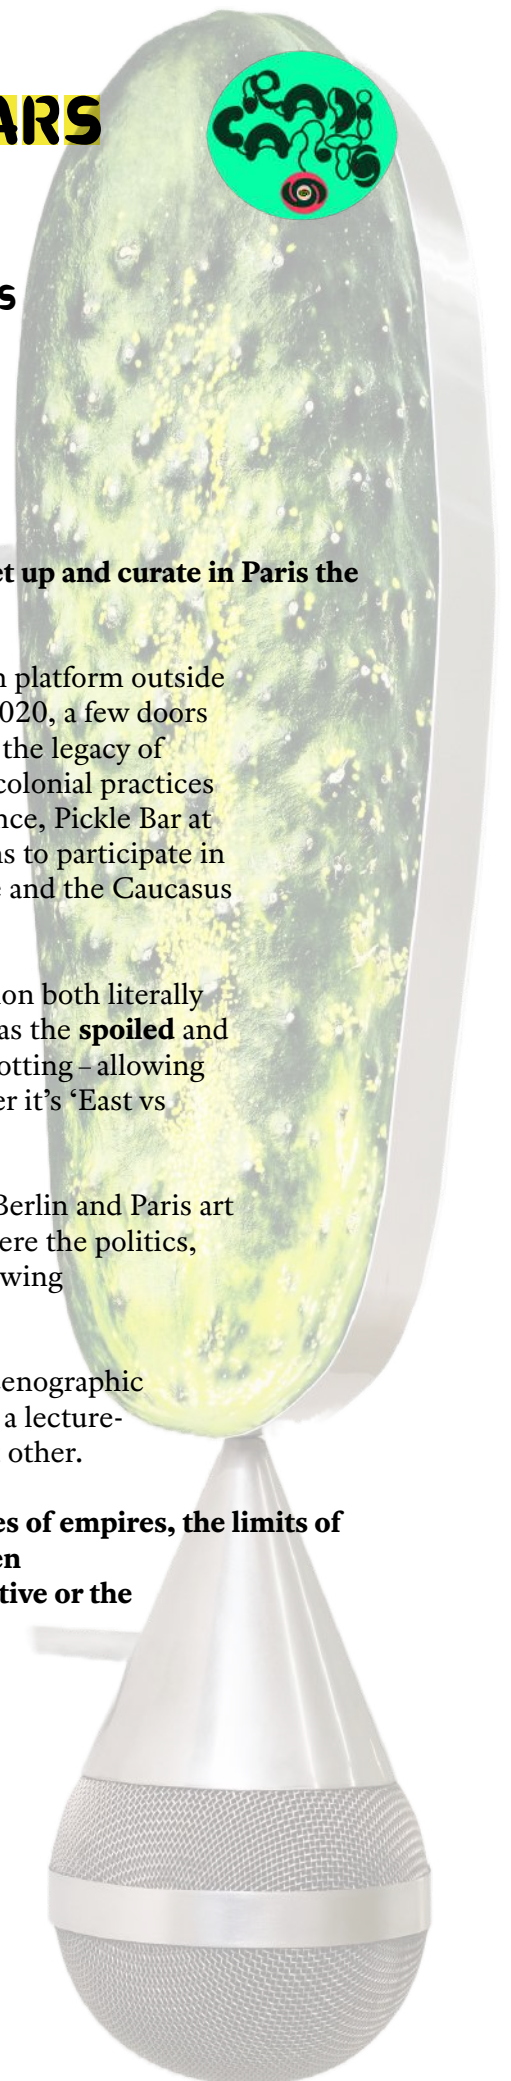 ARS
s
et up and curate in Paris the
platform outside
020, a few doors
the legacy of
colonial practices
nce, Pickle Bar at
ns to participate in
e and the Caucasus
on both literally
as the spoiled and
otting – allowing
er it’s ‘East vs
Berlin and Paris art
ere the politics,
wing
enographic
a lecture-
other.
es of empires, the limits of
en
tive or the